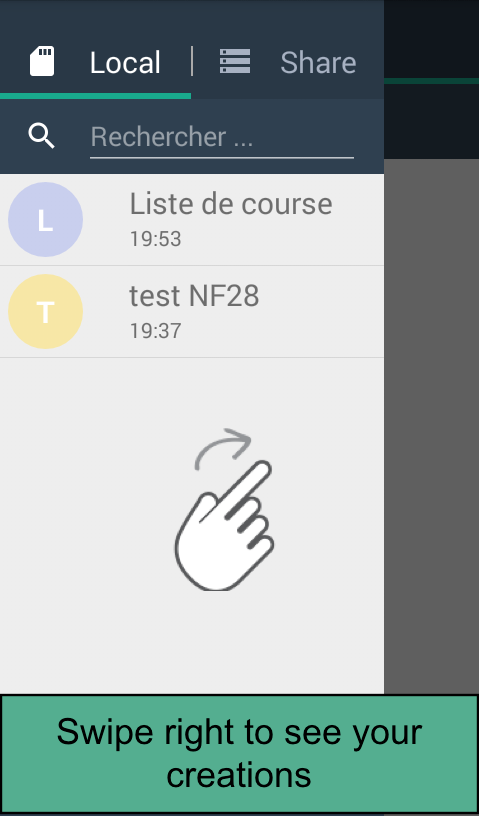 Local
Share
Rechercher ...
L
Liste de course
19:53
T
test NF28
19:37
Swipe right to see your
creations